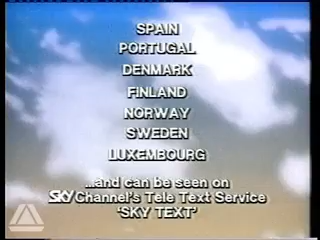 SPAIN
PORTUGAL
DENMARK
FINLAND
NORWAY
SWEDEN
LUXEMBOURG
...and can be seen on
SKY Channel's Tele Text Service
'SKY TEXT'